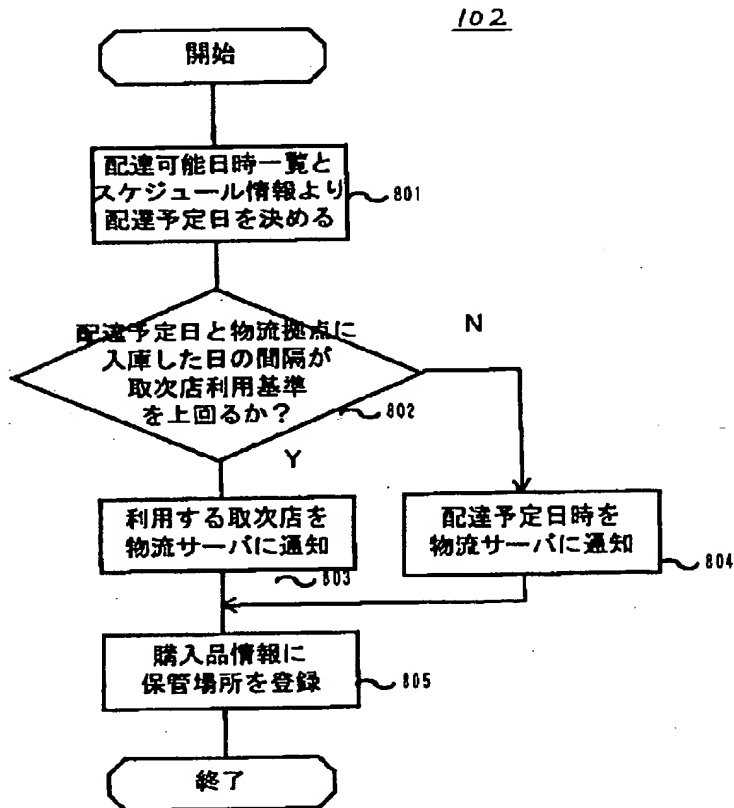 102
開始
配達可能日時一覧と
スケジュール情報より
配達予定日を決める
801
配達予定日と物流拠点に
入庫した日の間隔が
取次店利用基準
を上回るか？
802
N
Y
利用する取次店を
物流サーバに通知
803
配達予定日時を
物流サーバに通知
804
購入品情報に
保管場所を登録
805
終了